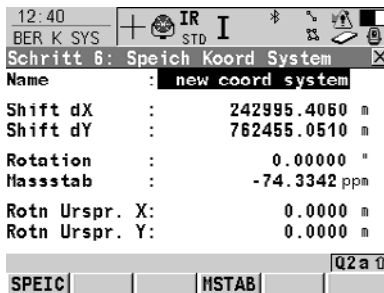 12:40
BER K SYS
IR
STD
I
Schritt 6: Speich Koord System
Name : new coord system
Shift dX : 242995.4060 m
Shift dY : 762455.0510 m
Rotation : 0.00000 "
Massstab : -74.3342 ppm
Rotn Urspr. X: 0.0000 m
Rotn Urspr. Y: 0.0000 m
Q2a
SPEIC MSTAB